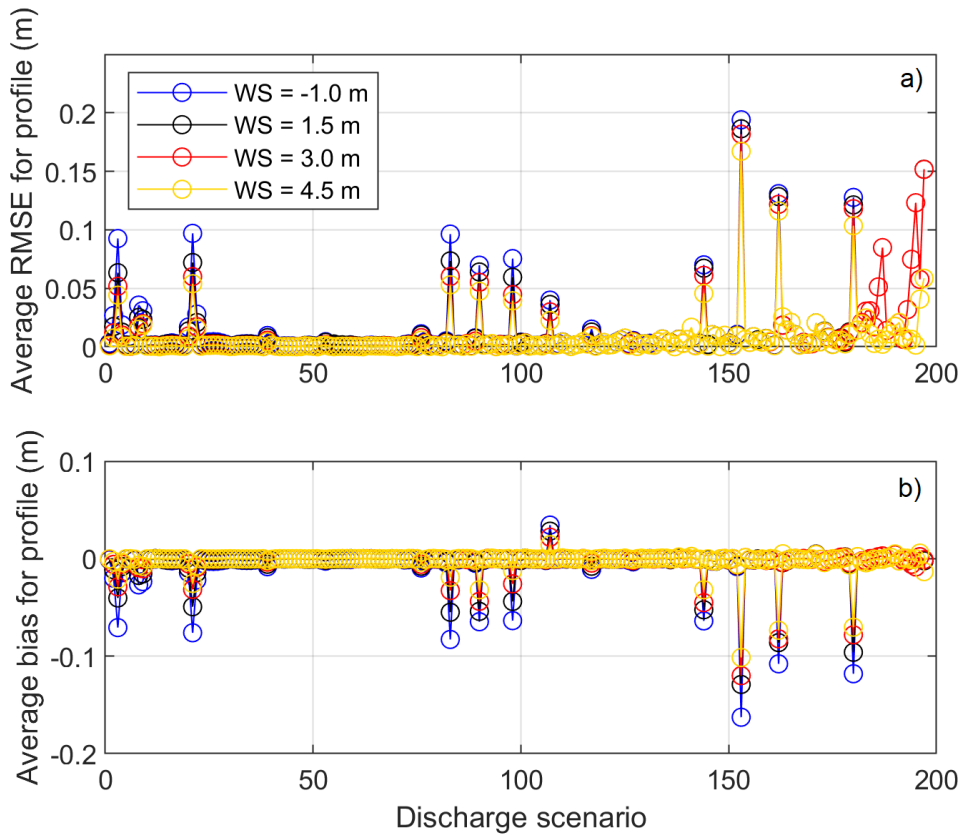 Average RMSE for profile (m)
0.2
0.15
0.1
0.05
0
a)
WS = -1.0 m
WS = 1.5 m
WS = 3.0 m
WS = 4.5 m
0 50 100 150 200
Average bias for profile (m)
0.1
0
-0.1
-0.2
b)
0 50 100 150 200
Discharge scenario